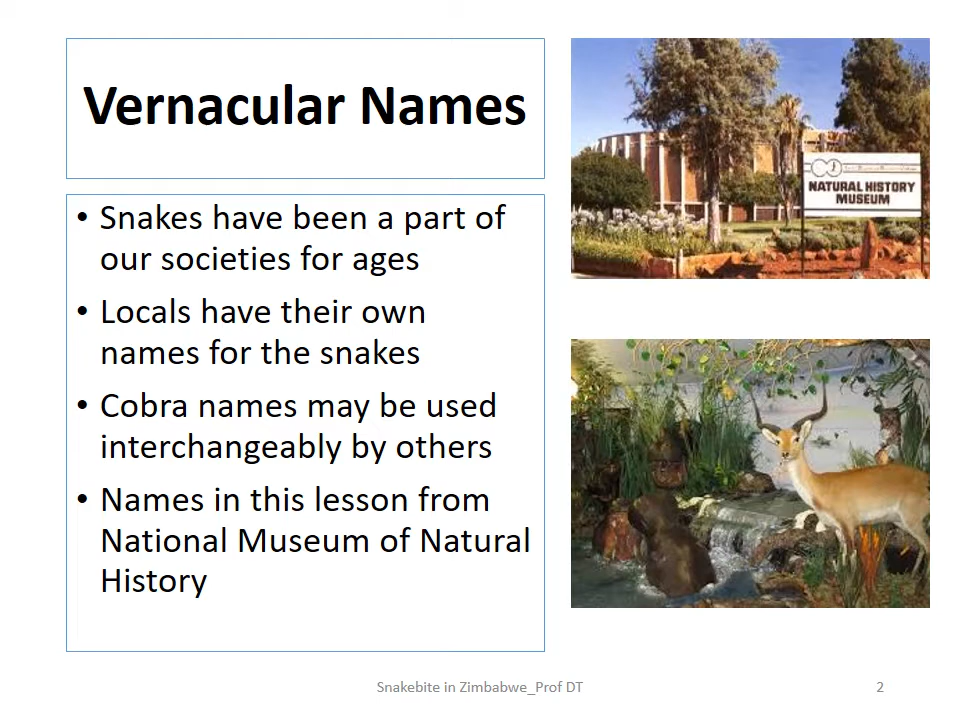 Vernacular Names
• Snakes have been a part of
our societies for ages
• Locals have their own
names for the snakes
• Cobra names may be used
interchangeably by others
• Names in this lesson from
National Museum of Natural
History
NATURAL HISTORY
MUSEUM
Snakebite in Zimbabwe_Prof DT
2